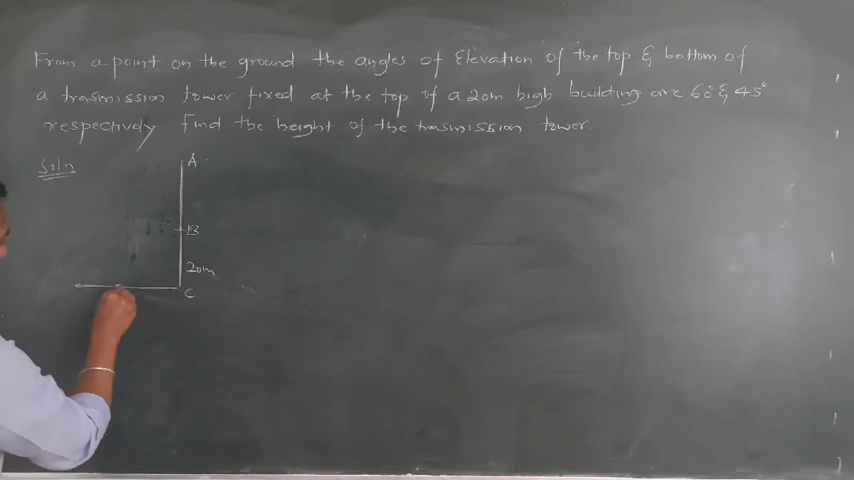 From a point on the ground the angles of Elevation of the top & bottom of
a trasmission tower fixed at the top of a 20m high building are 60° & 45°
respectively Find the height of the trasmission tower.
Soln
A
B
20m
C